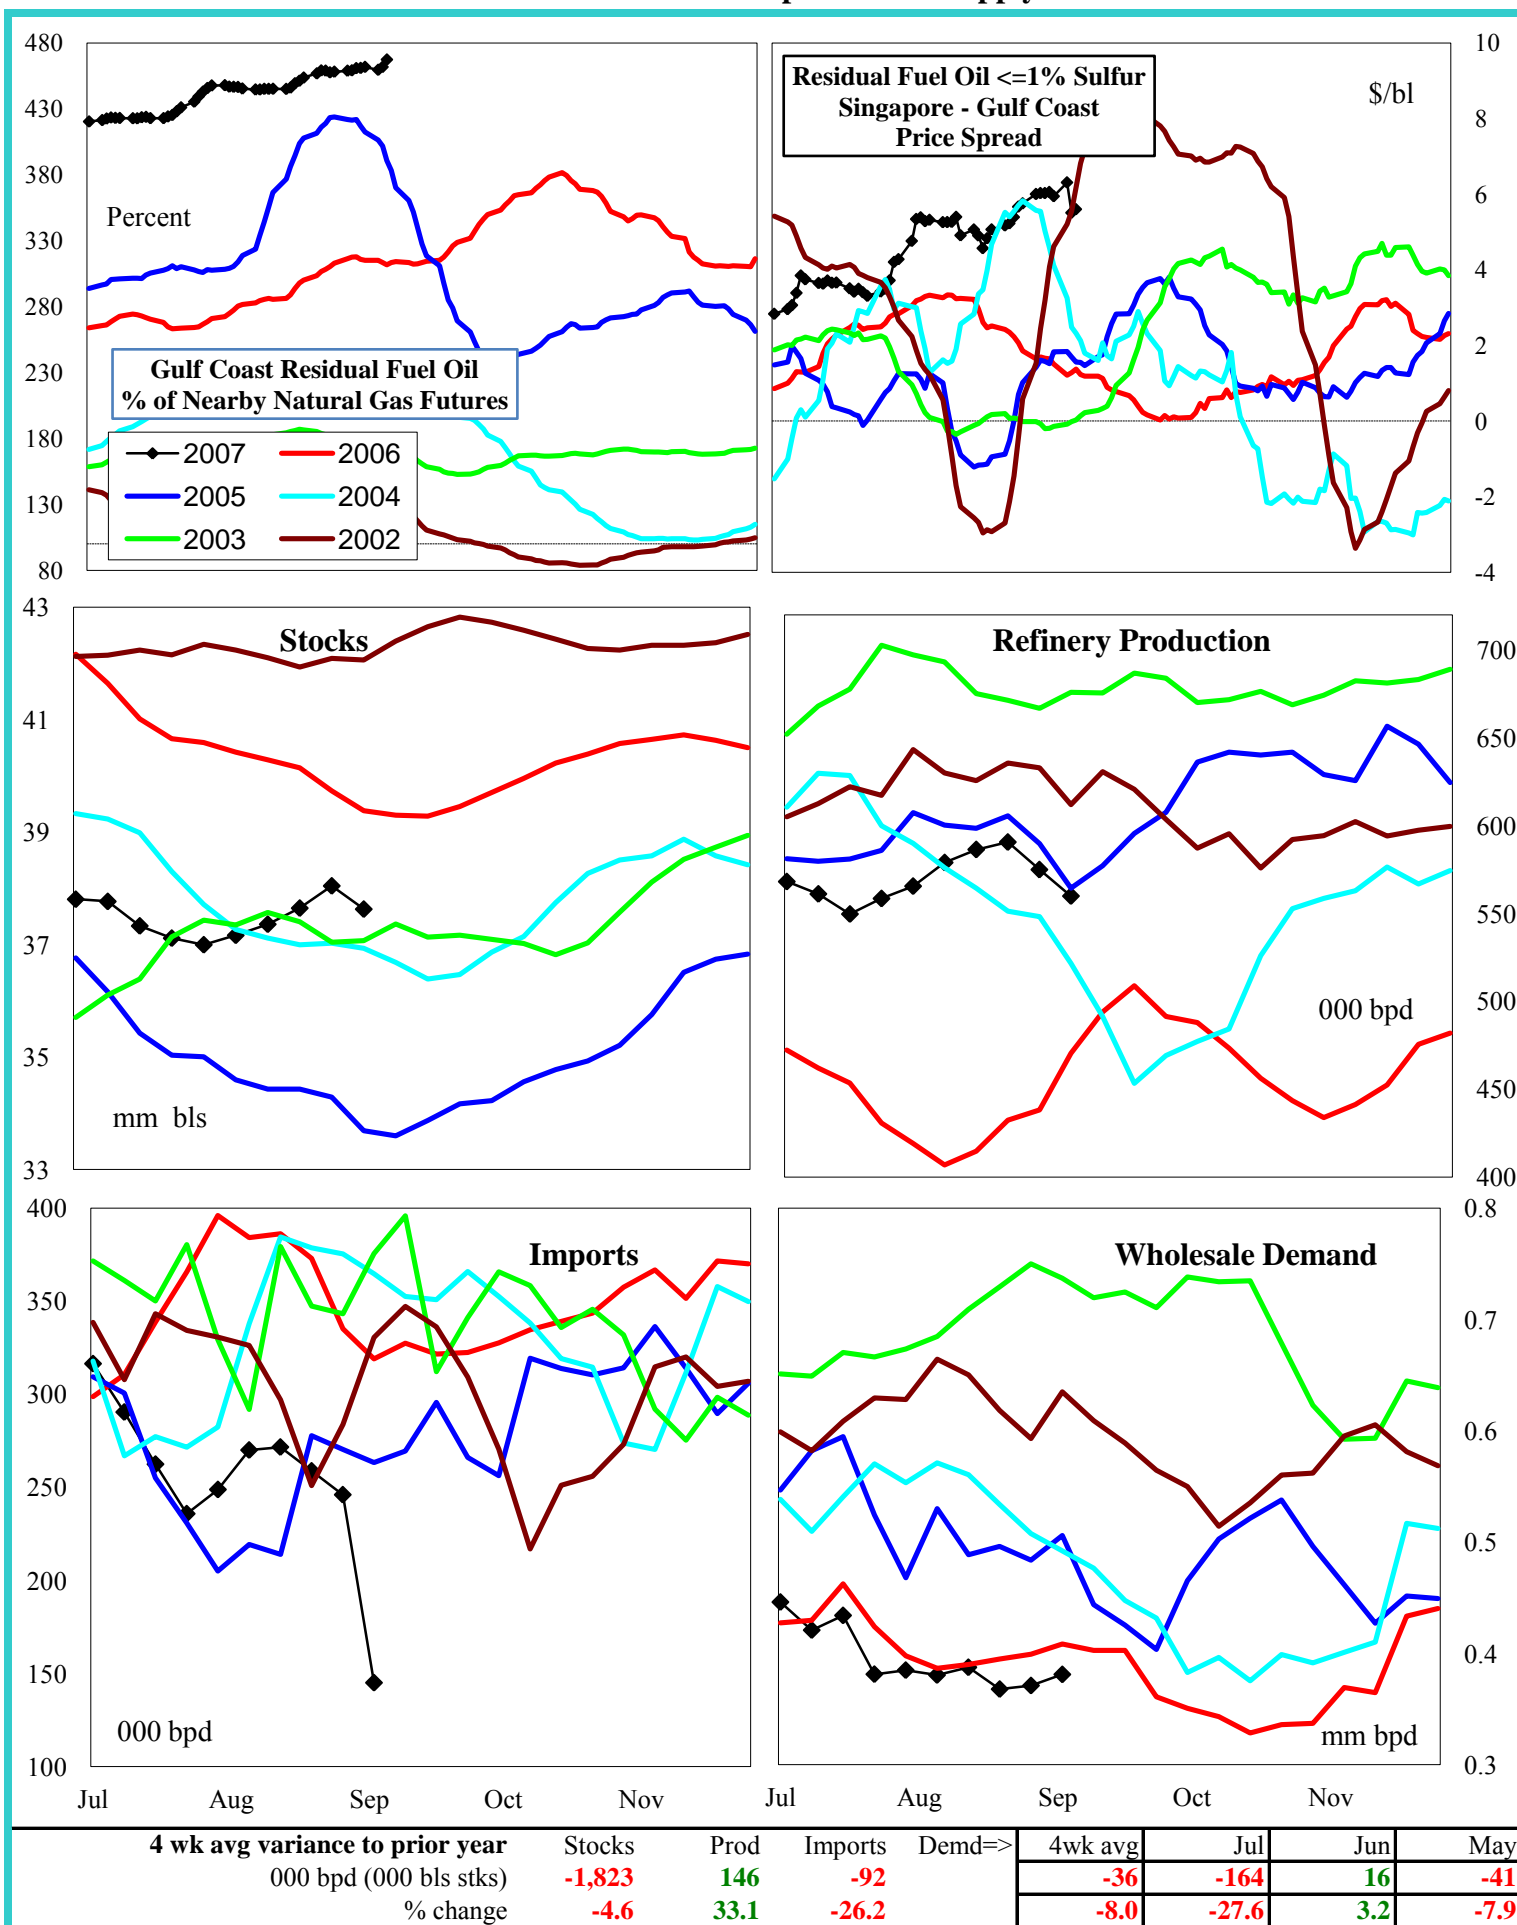 480
430
380
330
280
230
180
130
80
Percent
Gulf Coast Residual Fuel Oil
% of Nearby Natural Gas Futures
2007 2006
2005 2004
2003 2002
Residual Fuel Oil <=1% Sulfur
Singapore - Gulf Coast
Price Spread
$/bl
10
8
6
4
2
0
-2
-4
43
41
39
37
35
33
Stocks
mm bls
Refinery Production
000 bpd
700
650
600
550
500
450
400
400
350
300
250
200
150
100
Imports
000 bpd
Wholesale Demand
mm bpd
0.8
0.7
0.6
0.5
0.4
0.3
Jul Aug Sep Oct Nov
Jul Aug Sep Oct Nov
4 wk avg variance to prior year Stocks Prod Imports Demd=> 4wk avg Jul Jun May
000 bpd (000 bls stks) -1,823 146 -92 -36 -164 16 -41
% change -4.6 33.1 -26.2 -8.0 -27.6 3.2 -7.9